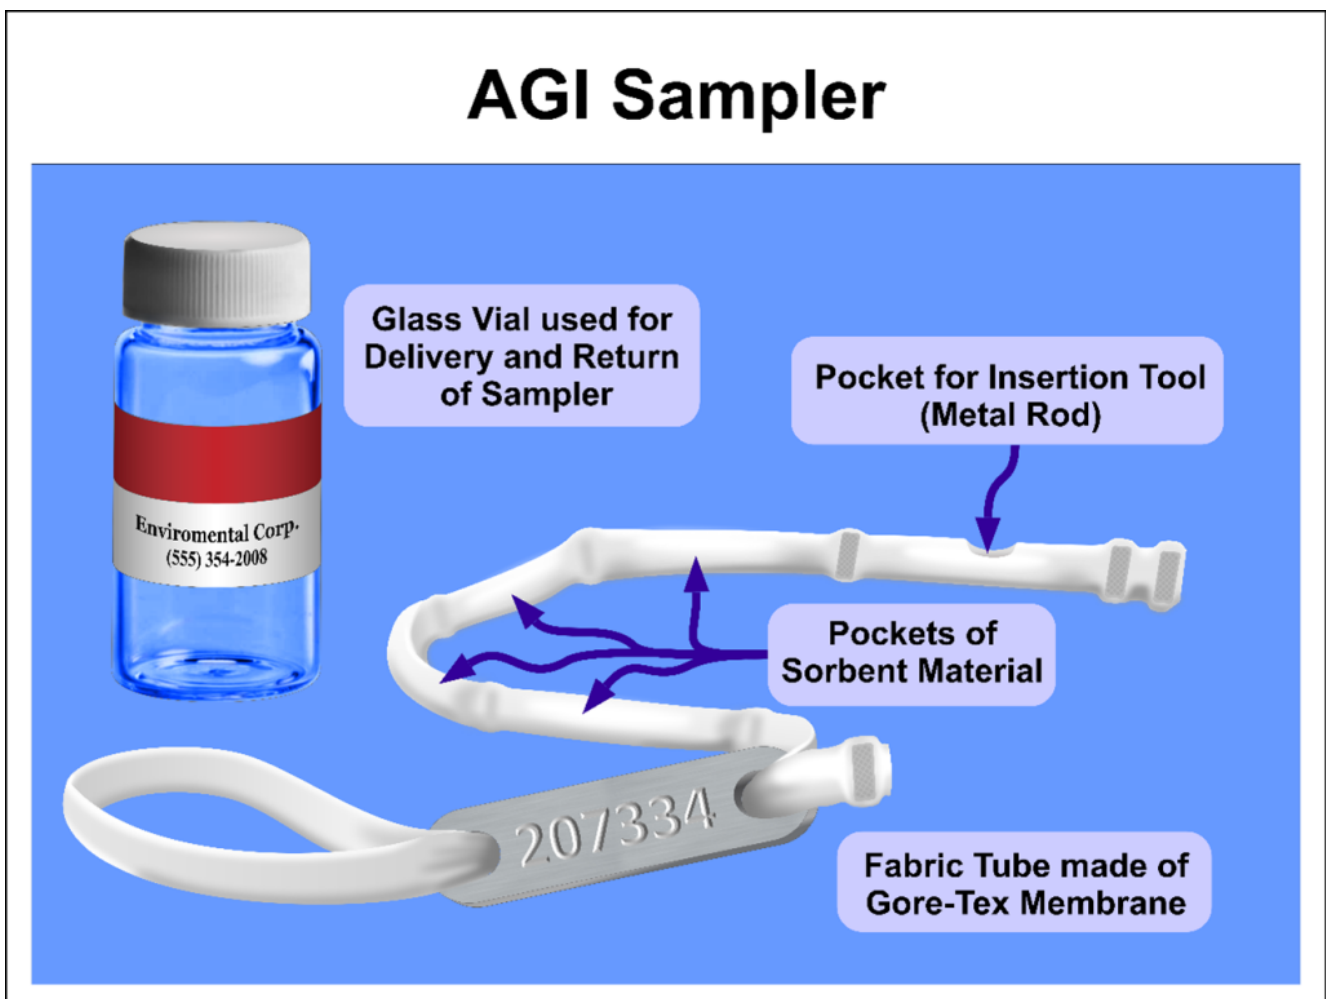 AGI Sampler
Glass Vial used for
Delivery and Return
of Sampler
Pocket for Insertion Tool
(Metal Rod)
Enviromental Corp.
(555) 354-2008
Pockets of
Sorbent Material
207334
Fabric Tube made of
Gore-Tex Membrane